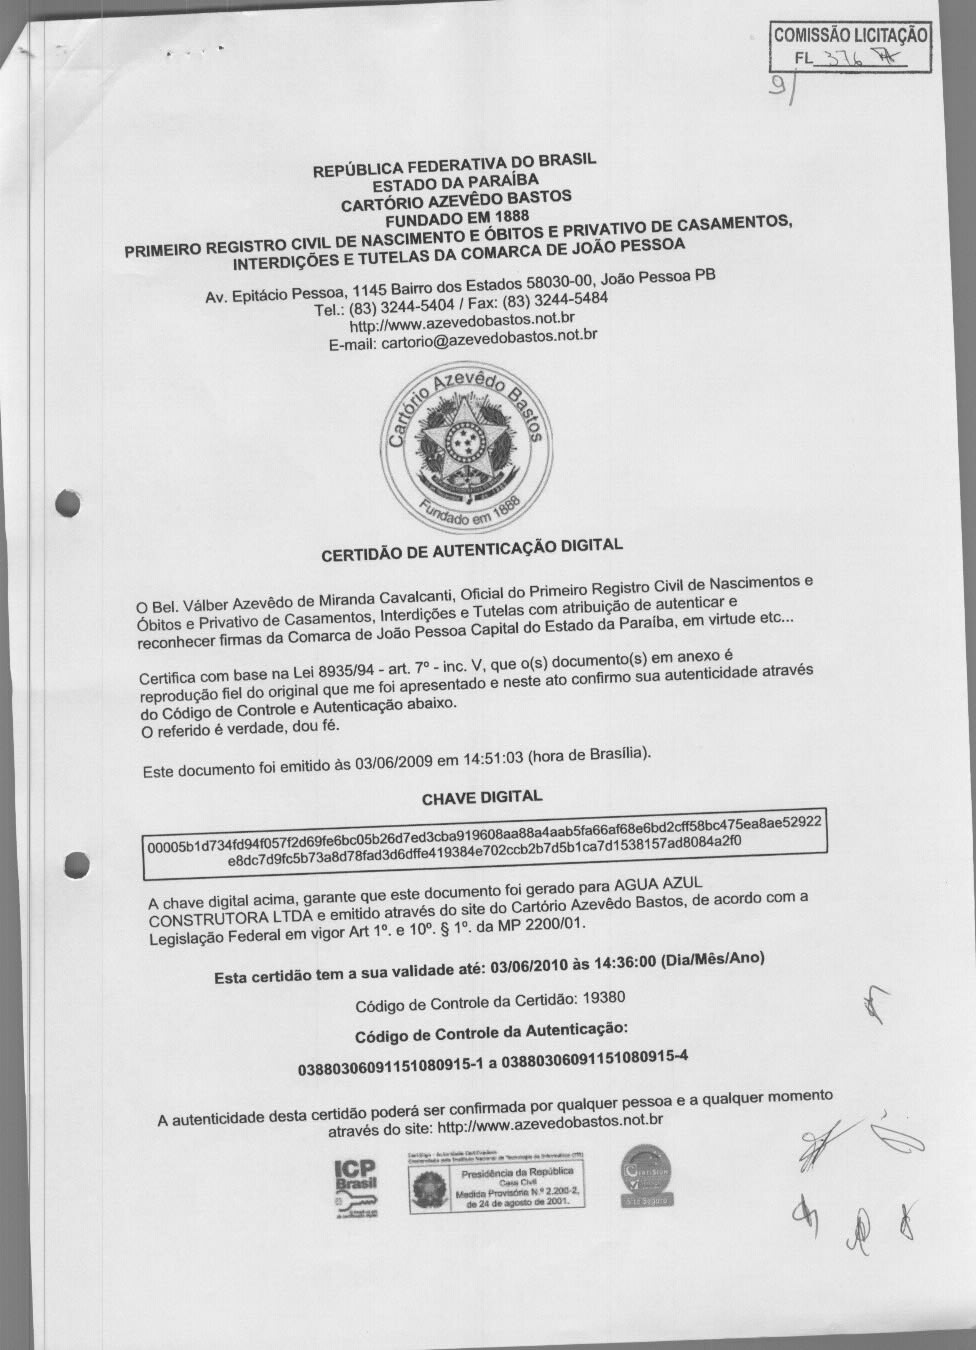 COMISSÃO LICITAÇÃO
FL 376
9/
REPÚBLICA FEDERATIVA DO BRASIL
ESTADO DA PARAÍBA
CARTÓRIO AZEVÊDO BASTOS
FUNDADO EM 1888
PRIMEIRO REGISTRO CIVIL DE NASCIMENTO E ÓBITOS E PRIVATIVO DE CASAMENTOS,
INTERDIÇÕES E TUTELAS DA COMARCA DE JOÃO PESSOA
Av. Epitácio Pessoa, 1145 Bairro dos Estados 58030-00, João Pessoa PB
Tel.: (83) 3244-5404 / Fax: (83) 3244-5484
http://www.azevedobastos.not.br
E-mail: cartorio@azevedobastos.not.br
Cartório Azevêdo Bastos
Fundado em 1888
CERTIDÃO DE AUTENTICAÇÃO DIGITAL
O Bel. Válber Azevêdo de Miranda Cavalcanti, Oficial do Primeiro Registro Civil de Nascimentos e
Óbitos e Privativo de Casamentos, Interdições e Tutelas com atribuição de autenticar e
reconhecer firmas da Comarca de João Pessoa Capital do Estado da Paraíba, em virtude etc...
Certifica com base na Lei 8935/94 - art. 7º - inc. V, que o(s) documento(s) em anexo é
reprodução fiel do original que me foi apresentado e neste ato confirmo sua autenticidade através
do Código de Controle e Autenticação abaixo.
O referido é verdade, dou fé.
Este documento foi emitido às 03/06/2009 em 14:51:03 (hora de Brasília).
CHAVE DIGITAL
00005b1d734fd94f057f2d69fe6bc05b26d7ed3cba919608aa88a4aab5fa66af68e6bd2cff58bc475ea8ae52922
e8dc7d9fc5b73a8d78fad3d6dffe419384e702ccb2b7d5b1ca7d1538157ad8084a2f0
A chave digital acima, garante que este documento foi gerado para AGUA AZUL
CONSTRUTORA LTDA e emitido através do site do Cartório Azevêdo Bastos, de acordo com a
Legislação Federal em vigor Art 1º. e 10º. § 1º. da MP 2200/01.
Esta certidão tem a sua validade até: 03/06/2010 às 14:36:00 (Dia/Mês/Ano)
Código de Controle da Certidão: 19380
Código de Controle da Autenticação:
03880306091151080915-1 a 03880306091151080915-4
A autenticidade desta certidão poderá ser confirmada por qualquer pessoa e a qualquer momento
através do site: http://www.azevedobastos.not.br
ICP
Brasil
CertiSign - Autoridade Certificadora
Presidência da República
Casa Civil
Medida Provisória N.º 2.200-2,
de 24 de agosto de 2001.
CertiSign
Site Seguro